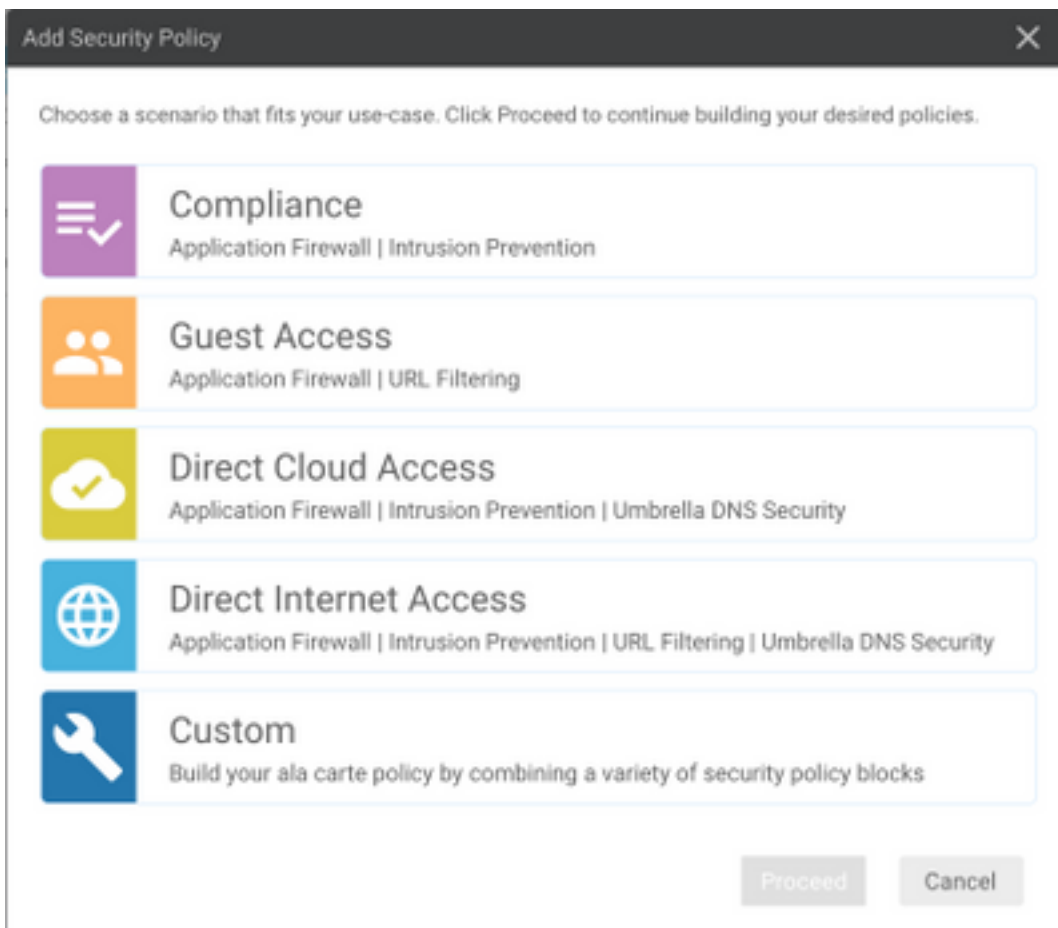 Add Security Policy
Choose a scenario that fits your use-case. Click Proceed to continue building your desired policies.
Compliance
Application Firewall | Intrusion Prevention
Guest Access
Application Firewall | URL Filtering
Direct Cloud Access
Application Firewall | Intrusion Prevention | Umbrella DNS Security
Direct Internet Access
Application Firewall | Intrusion Prevention | URL Filtering | Umbrella DNS Security
Custom
Build your ala carte policy by combining a variety of security policy blocks
Proceed Cancel